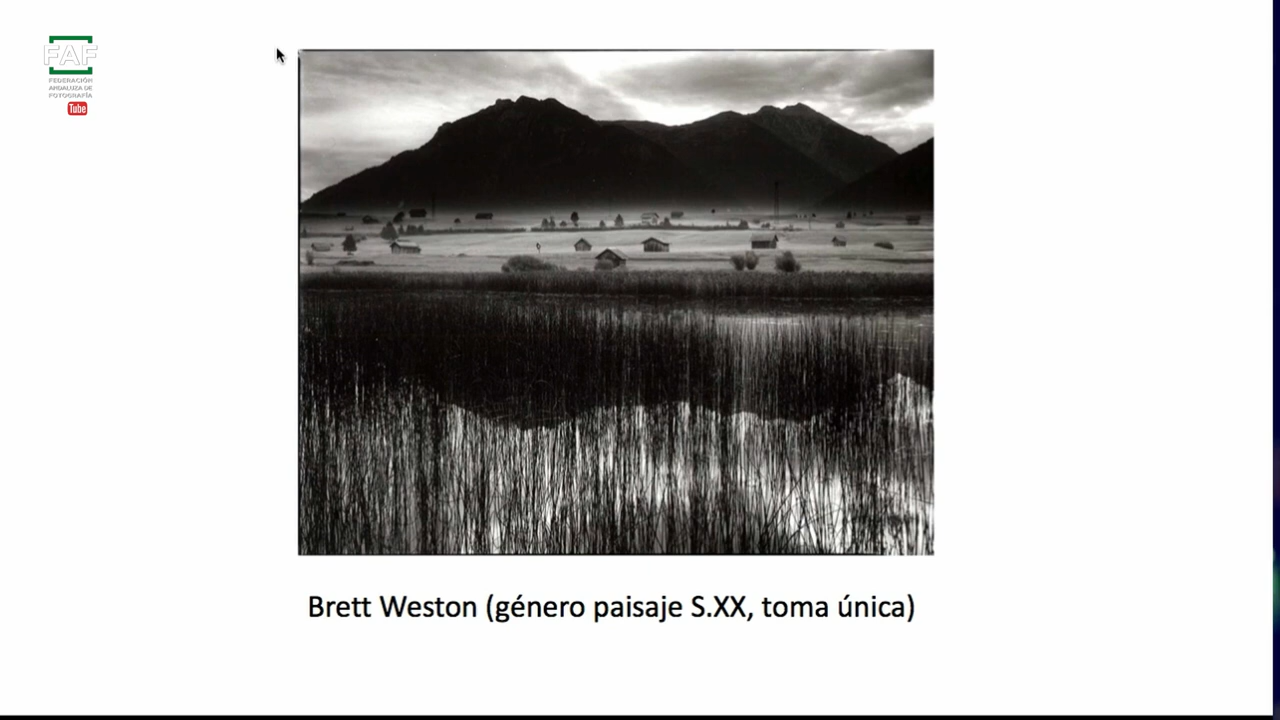 FAF
FEDERACIÓN
ANDALUZA DE
FOTOGRAFÍA
Tube
Brett Weston (género paisaje S.XX, toma única)